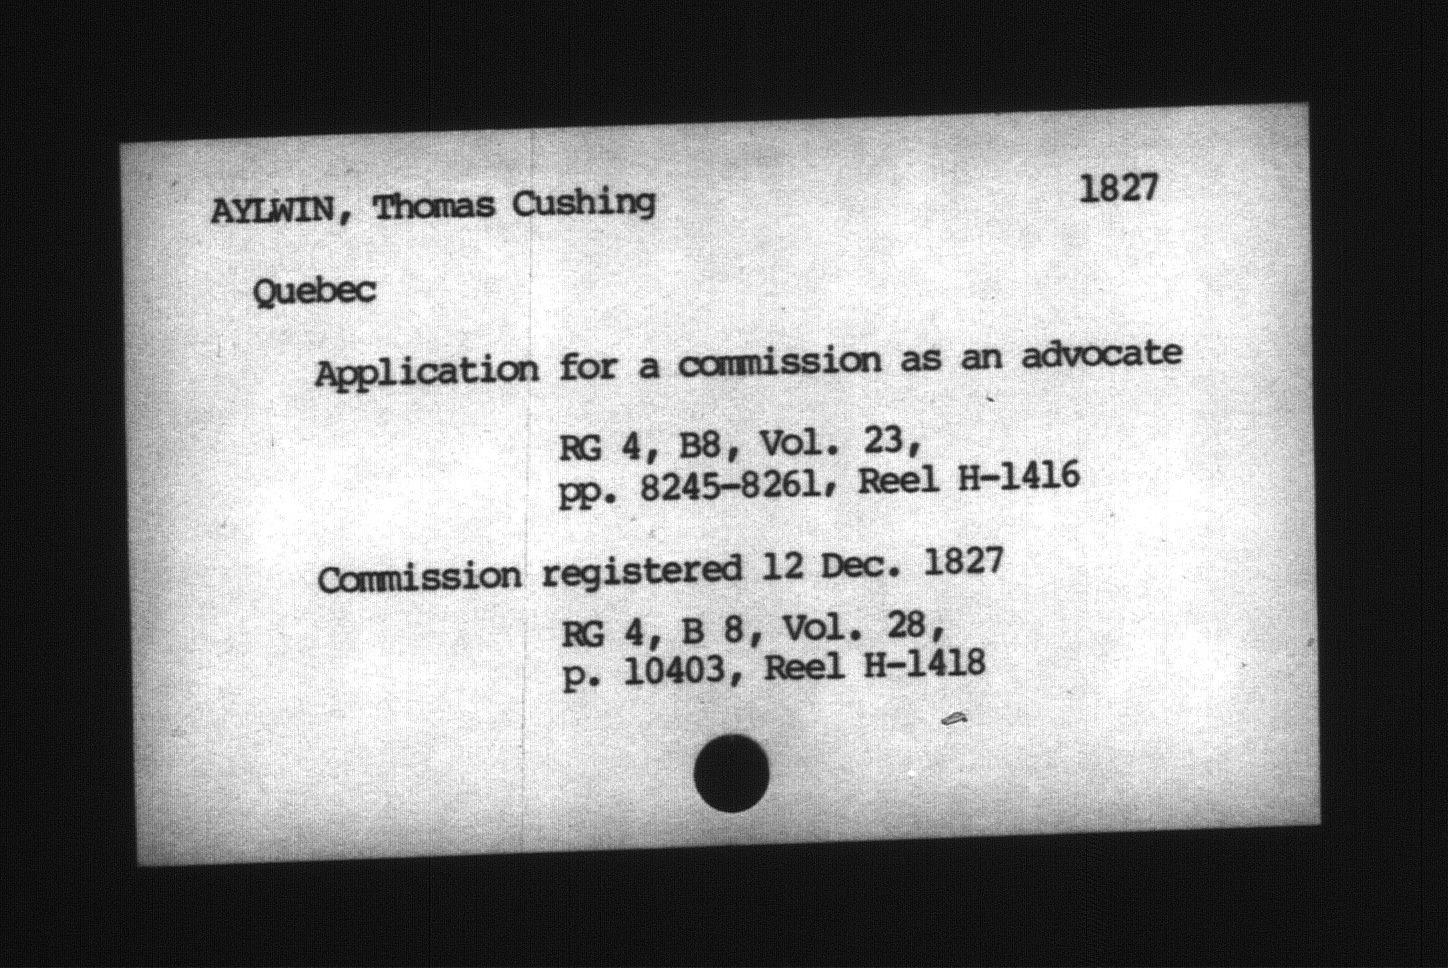 AYLWIN, Thomas Cushing 1827
Quebec
Application for a commission as an advocate
RG 4, B8, Vol. 23,
pp. 8245-8261, Reel H-1416
Commission registered 12 Dec. 1827
RG 4, B 8, Vol. 28,
p. 10403, Reel H-1418